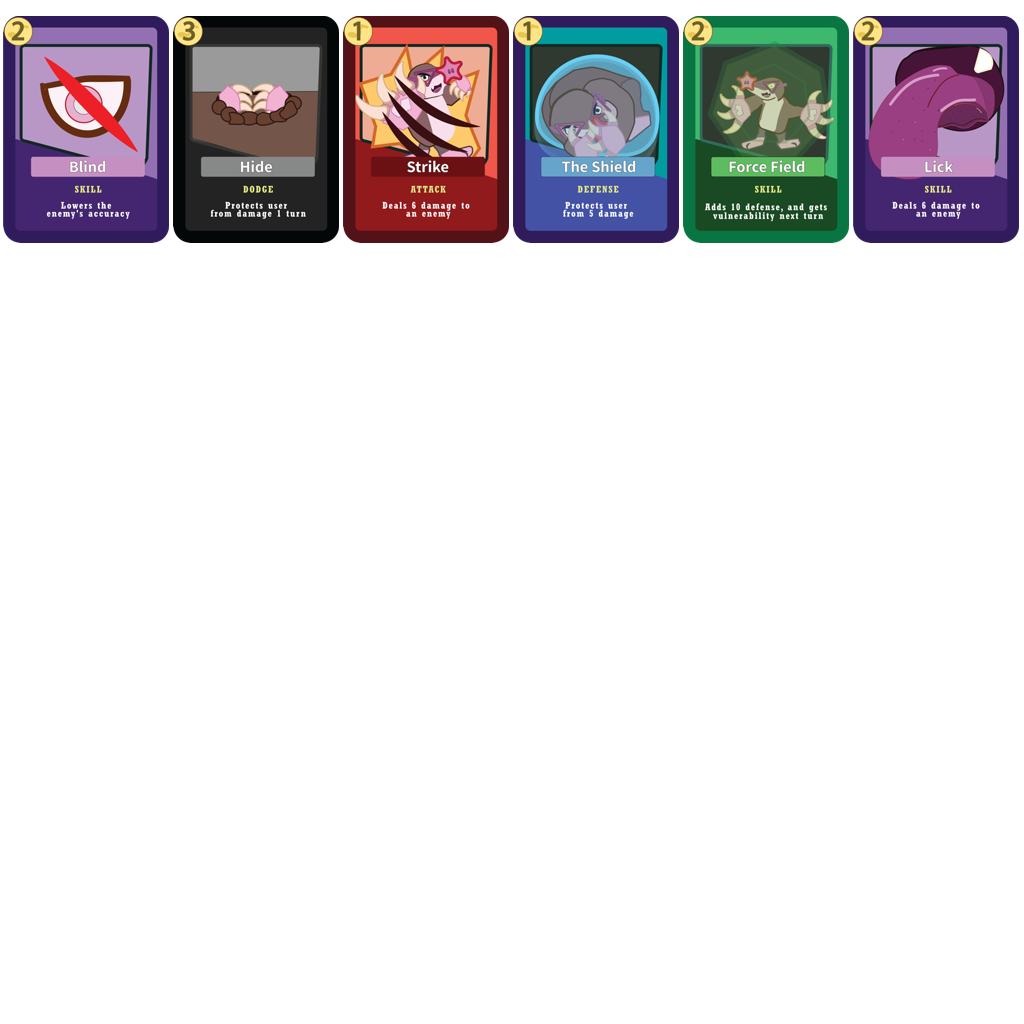 2
Blind
SKILL
Lowers the
enemy's accuracy
3
Hide
DODGE
Protects user
from damage 1 turn
1
Strike
ATTACK
Deals 6 damage to
an enemy
1
The Shield
DEFENSE
Protects user
from 5 damage
2
Force Field
SKILL
Adds 10 defense, and gets
vulnerability next turn
2
Lick
SKILL
Deals 6 damage to
an enemy